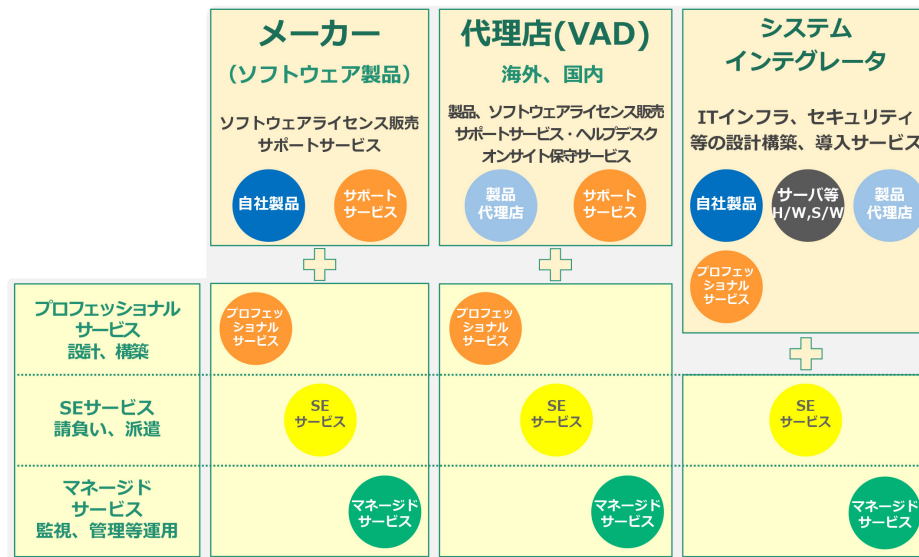 メーカー
(ソフトウェア製品)
ソフトウェアライセンス販売
サポートサービス
自社製品
サポート
サービス
代理店(VAD)
海外、国内
製品、ソフトウェアライセンス販売
サポートサービス・ヘルプデスク
オンサイト保守サービス
製品
代理店
サポート
サービス
システム
インテグレータ
ITインフラ、セキュリティ
等の設計構築、導入サービス
自社製品
サーバ等
H/W,S/W
製品
代理店
プロフェッ
ショナル
サービス
プロフェッショナル
サービス
設計、構築
プロフェッ
ショナル
サービス
プロフェッ
ショナル
サービス
SEサービス
請負い、派遣
SE
サービス
SE
サービス
SE
サービス
マネージド
サービス
監視、管理等運用
マネージド
サービス
マネージド
サービス
マネージド
サービス